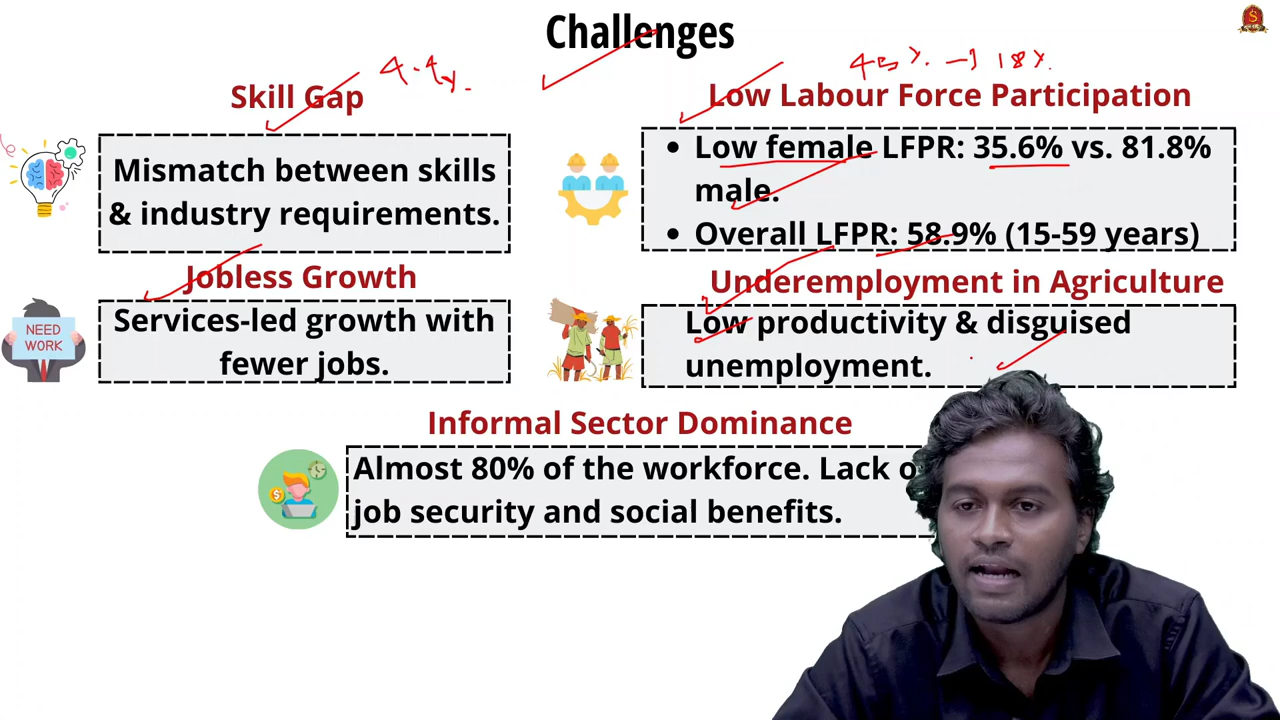 Challenges
Skill Gap
4.4%.
Mismatch between skills
& industry requirements.
45%. → 18%.
Low Labour Force Participation
• Low female LFPR: 35.6% vs. 81.8%
male.
• Overall LFPR: 58.9% (15-59 years)
Jobless Growth
NEED
WORK
Services-led growth with
fewer jobs.
Underemployment in Agriculture
Low productivity & disguised
unemployment.
Informal Sector Dominance
Almost 80% of the workforce. Lack o
job security and social benefits.